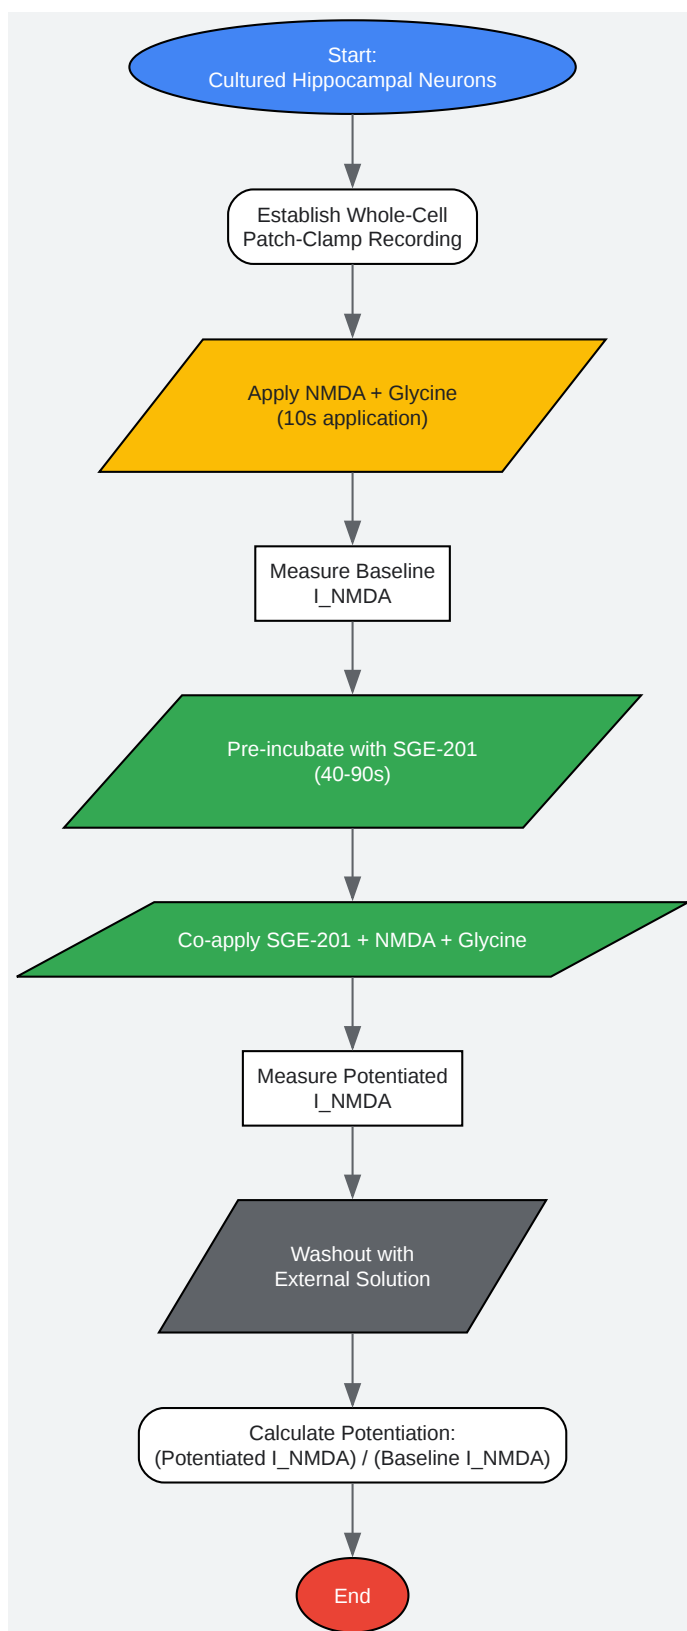 Start:
Cultured Hippocampal Neurons
Establish Whole-Cell
Patch-Clamp Recording
Apply NMDA + Glycine
(10s application)
Measure Baseline
I_NMDA
Pre-incubate with SGE-201
(40-90s)
Co-apply SGE-201 + NMDA + Glycine
Measure Potentiated
I_NMDA
Washout with
External Solution
Calculate Potentiation:
(Potentiated I_NMDA) / (Baseline I_NMDA)
End